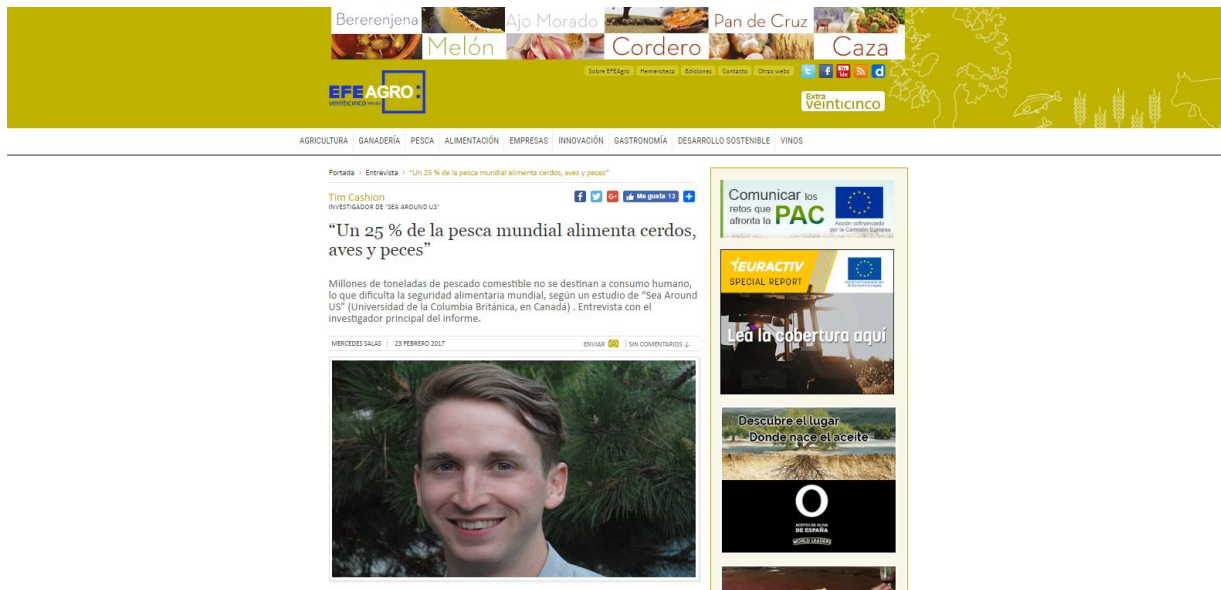 Bererenjena
Ajo Morado
Pan de Cruz
Melón
Cordero
Caza
Sobre EFEAgro Hemeroteca Ediciones Contacto Otras webs
EFEAGRO:
veinticinco
Extra
veinticinco
AGRICULTURA GANADERÍA PESCA ALIMENTACIÓN EMPRESAS INNOVACIÓN GASTRONOMÍA DESARROLLO SOSTENIBLE VINOS
Portada › Entrevista › "Un 25 % de la pesca mundial alimenta cerdos, aves y peces"
Tim Cashion
INVESTIGADOR DE "SEA AROUND US"
Me gusta 13
“Un 25 % de la pesca mundial alimenta cerdos,
aves y peces”
Millones de toneladas de pescado comestible no se destinan a consumo humano,
lo que dificulta la seguridad alimentaria mundial, según un estudio de “Sea Around
US” (Universidad de la Columbia Británica, en Canadá) . Entrevista con el
investigador principal del informe.
MERCEDES SALAS | 23 FEBRERO 2017
ENVIAR | SIN COMENTARIOS ↓
Comunicar los
retos que
afronta la PAC
Acción cofinanciada
por la Comisión Europea
EURACTIV
SPECIAL REPORT
Lea la cobertura aquí
Descubre el lugar
Donde nace el aceite
ACEITES DE OLIVA
DE ESPAÑA
WORLD LEADERS